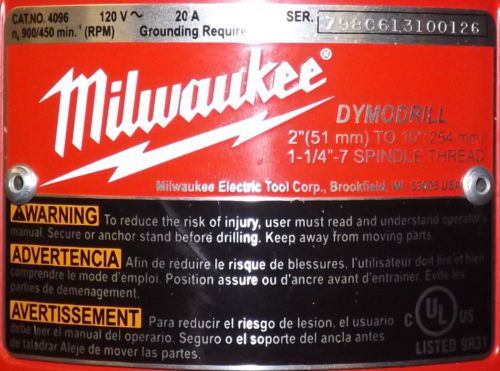 CAT.NO. 4096 120 V~ 20 A SER. 798C613100126
n₀ 900/450 min.⁻¹ (RPM) Grounding Require
Milwaukee®
DYMODRILL
2"(51 mm) TO 10"(254 mm)
1-1/4"-7 SPINDLE THREAD
Milwaukee Electric Tool Corp., Brookfield, WI 53005 USA
WARNING To reduce the risk of injury, user must read and understand operator's
manual. Secure or anchor stand before drilling. Keep away from moving parts
ADVERTENCIA Afin de réduire le risque de blessures, l'utilisateur doit lire et bien
comprendre le mode d'emploi. Position assure ou d'ancre avant d'entrainer. Evite les
parties de demenagement.
AVERTISSEMENT Para reducir el riesgo de lesion, el usuario
debe leer el manual del operario. Seguro o el soporte del ancla antes
de taladrar Aleje de mover las partes.
C UL US
LISTED 9R31